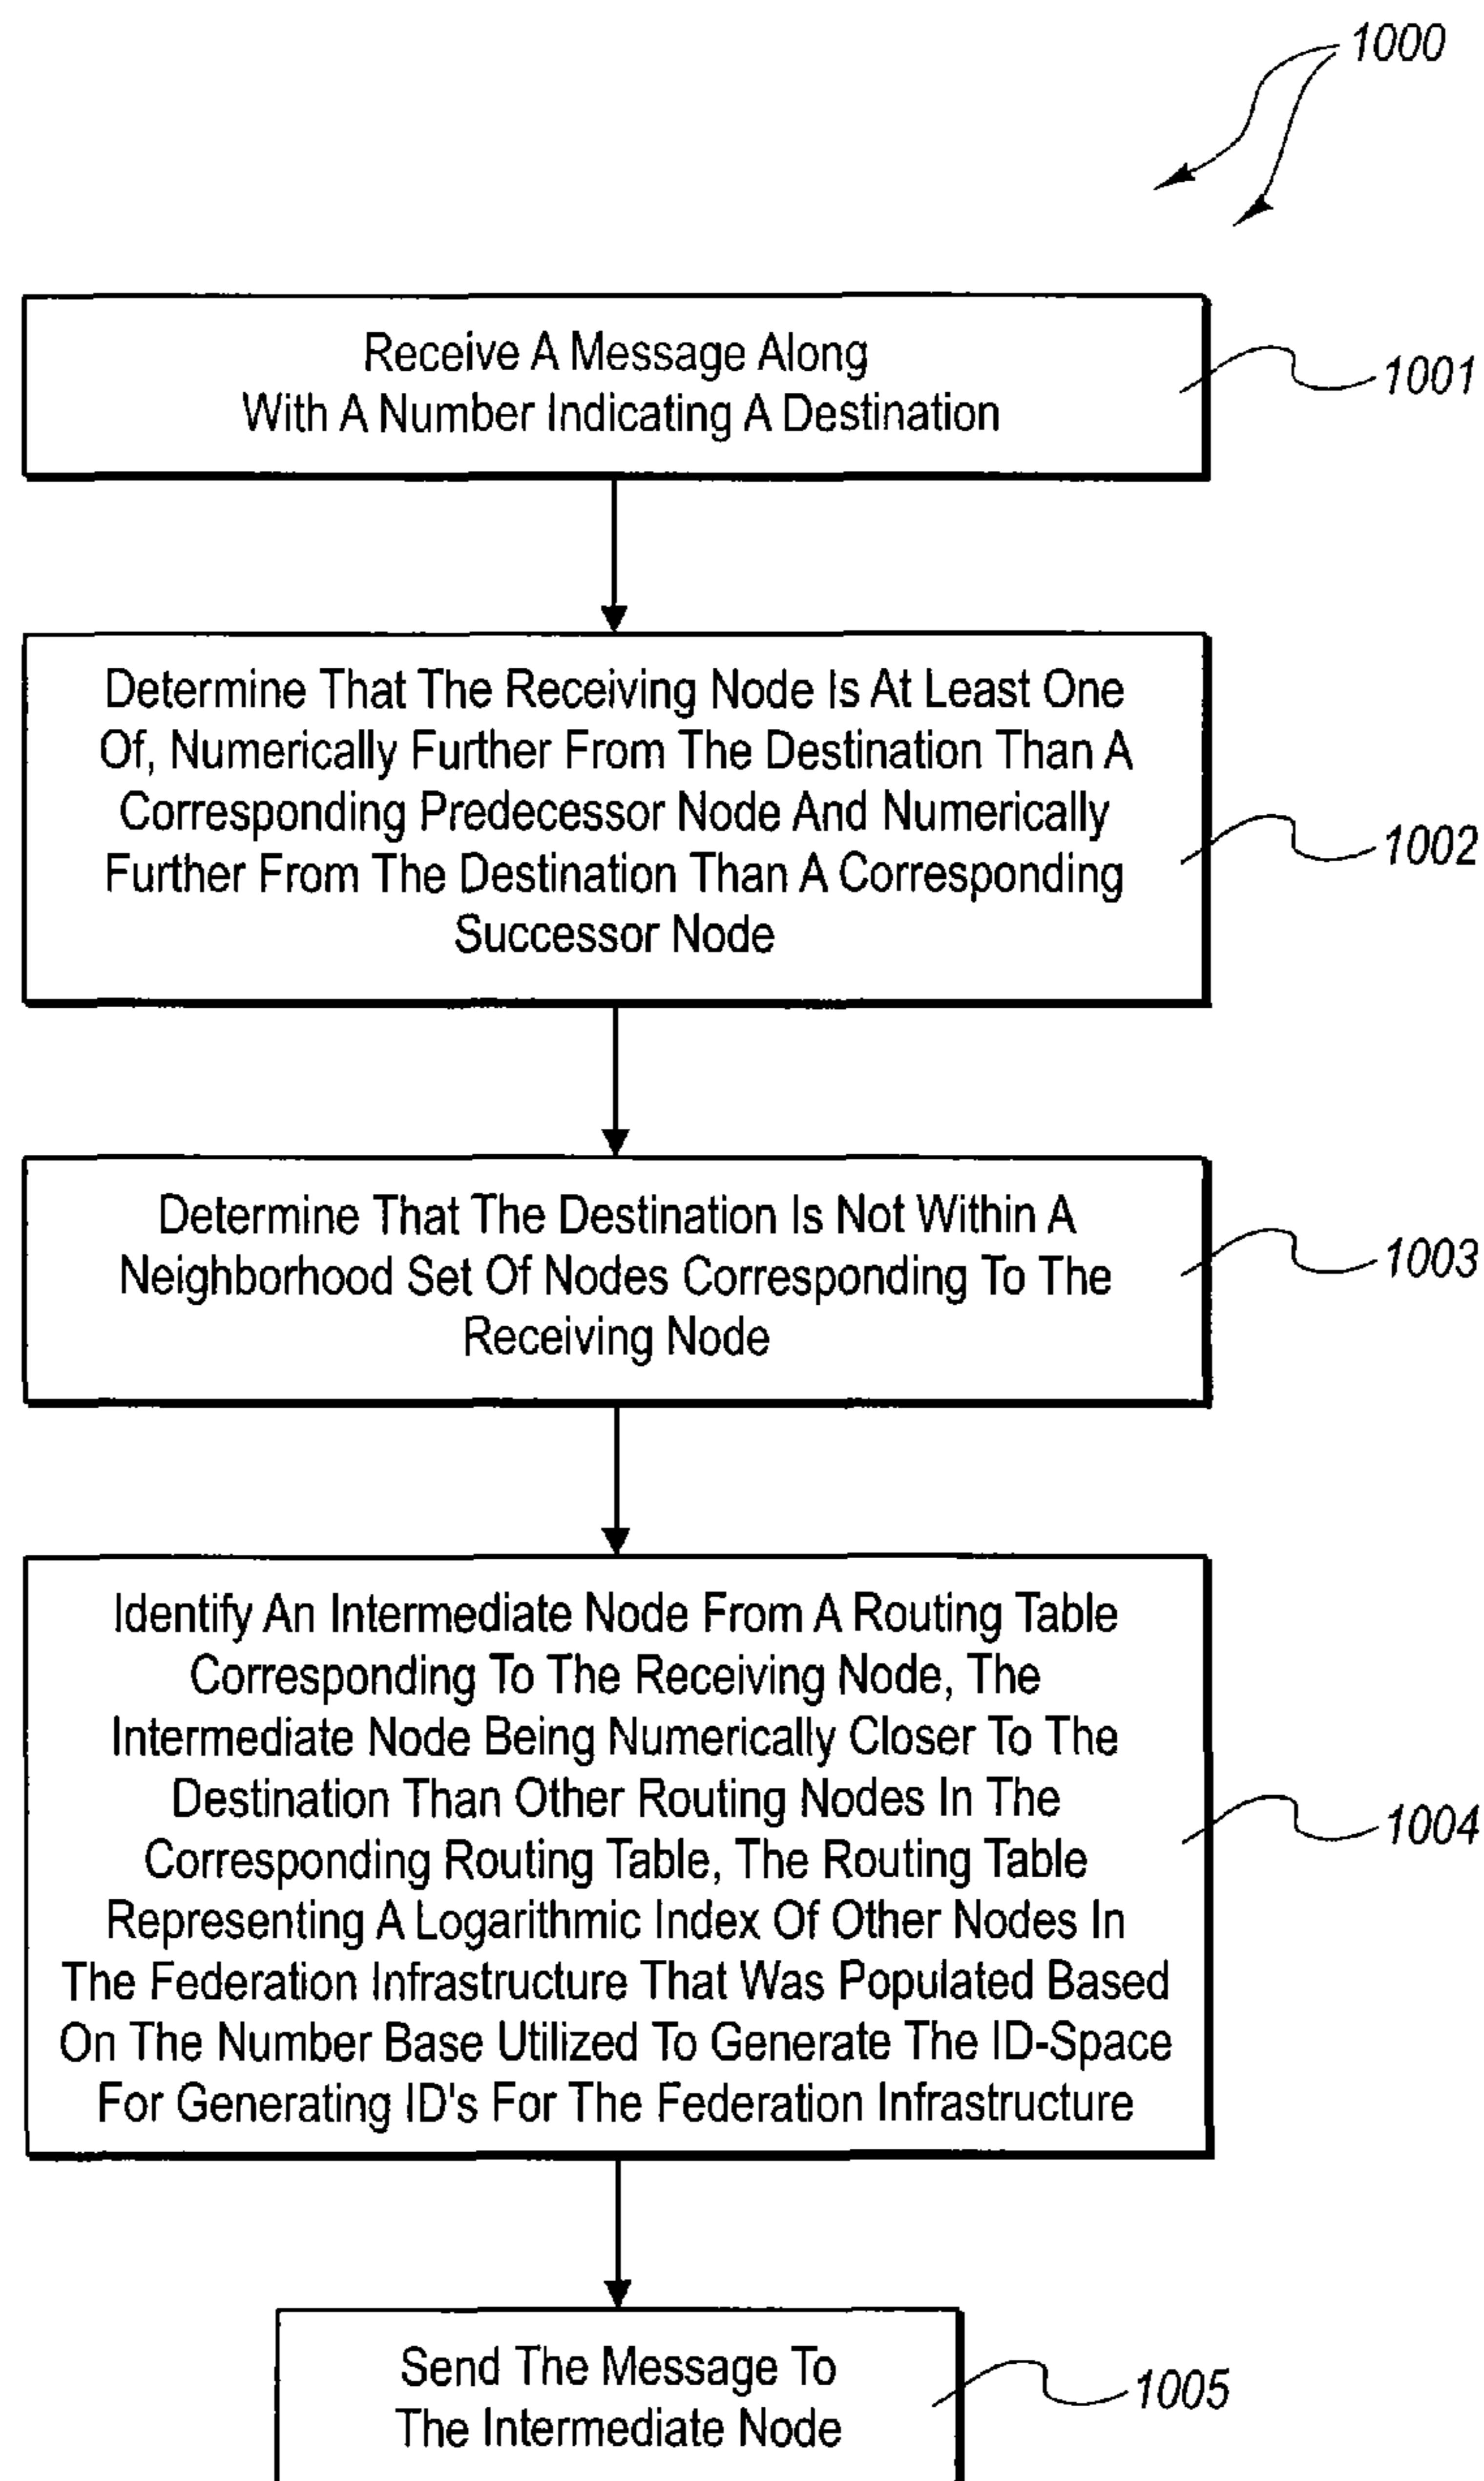 1000
Receive A Message Along
With A Number Indicating A Destination
1001
Determine That The Receiving Node Is At Least One
Of, Numerically Further From The Destination Than A
Corresponding Predecessor Node And Numerically
Further From The Destination Than A Corresponding
Successor Node
1002
Determine That The Destination Is Not Within A
Neighborhood Set Of Nodes Corresponding To The
Receiving Node
1003
Identify An Intermediate Node From A Routing Table
Corresponding To The Receiving Node, The
Intermediate Node Being Numerically Closer To The
Destination Than Other Routing Nodes In The
Corresponding Routing Table, The Routing Table
Representing A Logarithmic Index Of Other Nodes In
The Federation Infrastructure That Was Populated Based
On The Number Base Utilized To Generate The ID-Space
For Generating ID's For The Federation Infrastructure
1004
Send The Message To
The Intermediate Node
1005